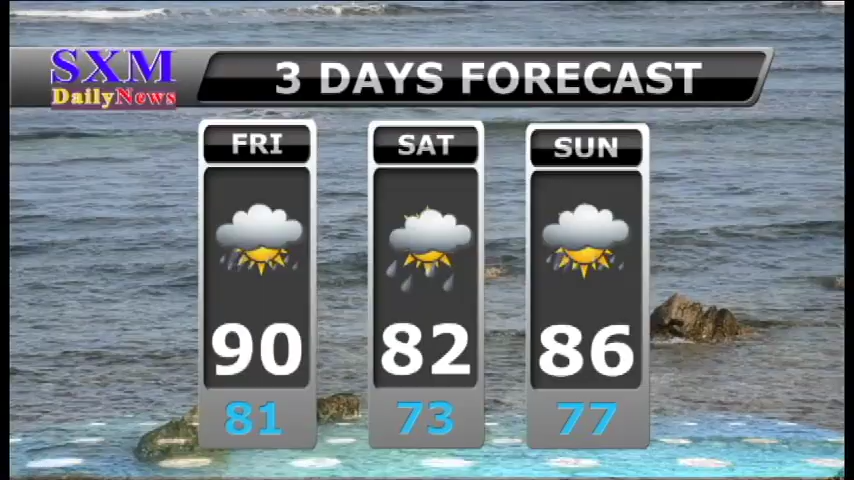 SXM
DailyNews
3 DAYS FORECAST
FRI
SAT
SUN
90
82
86
81
73
77